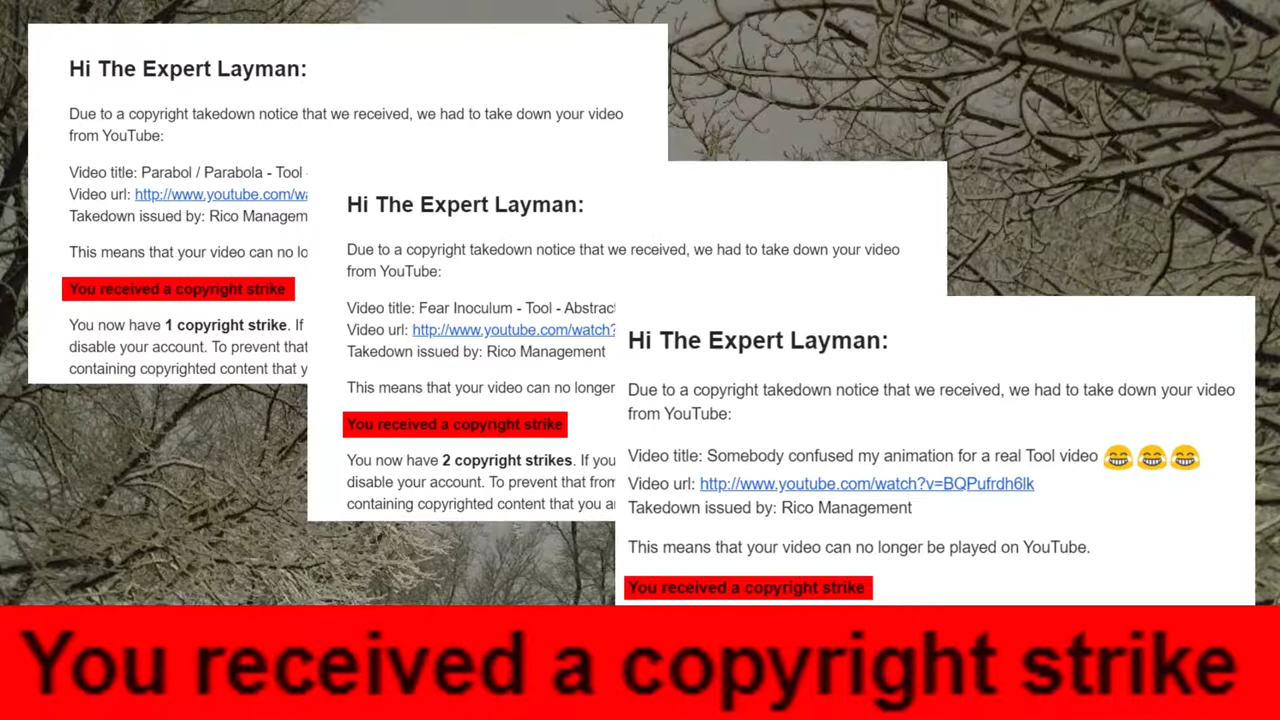 Hi The Expert Layman:
Due to a copyright takedown notice that we received, we had to take down your video
from YouTube:
Video title: Parabol / Parabola - Tool -
Video url: http://www.youtube.com/wa
Takedown issued by: Rico Managem
This means that your video can no lo
You received a copyright strike
You now have 1 copyright strike. If
disable your account. To prevent that
containing copyrighted content that y
Hi The Expert Layman:
Due to a copyright takedown notice that we received, we had to take down your video
from YouTube:
Video title: Fear Inoculum - Tool - Abstract
Video url: http://www.youtube.com/watch?
Takedown issued by: Rico Management
This means that your video can no longer
You received a copyright strike
You now have 2 copyright strikes. If you
disable your account. To prevent that from
containing copyrighted content that you ar
Hi The Expert Layman:
Due to a copyright takedown notice that we received, we had to take down your video
from YouTube:
Video title: Somebody confused my animation for a real Tool video 😂😂😂
Video url: http://www.youtube.com/watch?v=BQPufrdh6lk
Takedown issued by: Rico Management
This means that your video can no longer be played on YouTube.
You received a copyright strike
You received a copyright strike